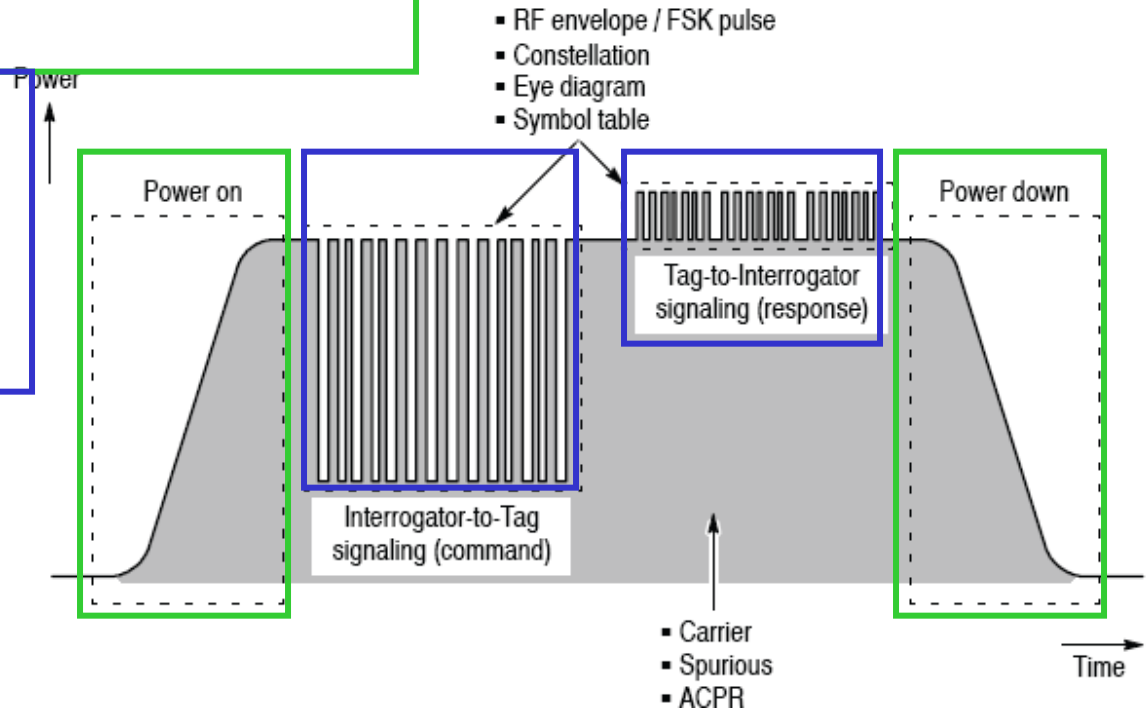 ▪ RF envelope / FSK pulse
▪ Constellation
▪ Eye diagram
▪ Symbol table
Power
Power on
Power down
Tag-to-Interrogator
signaling (response)
Interrogator-to-Tag
signaling (command)
▪ Carrier
▪ Spurious
▪ ACPR
Time